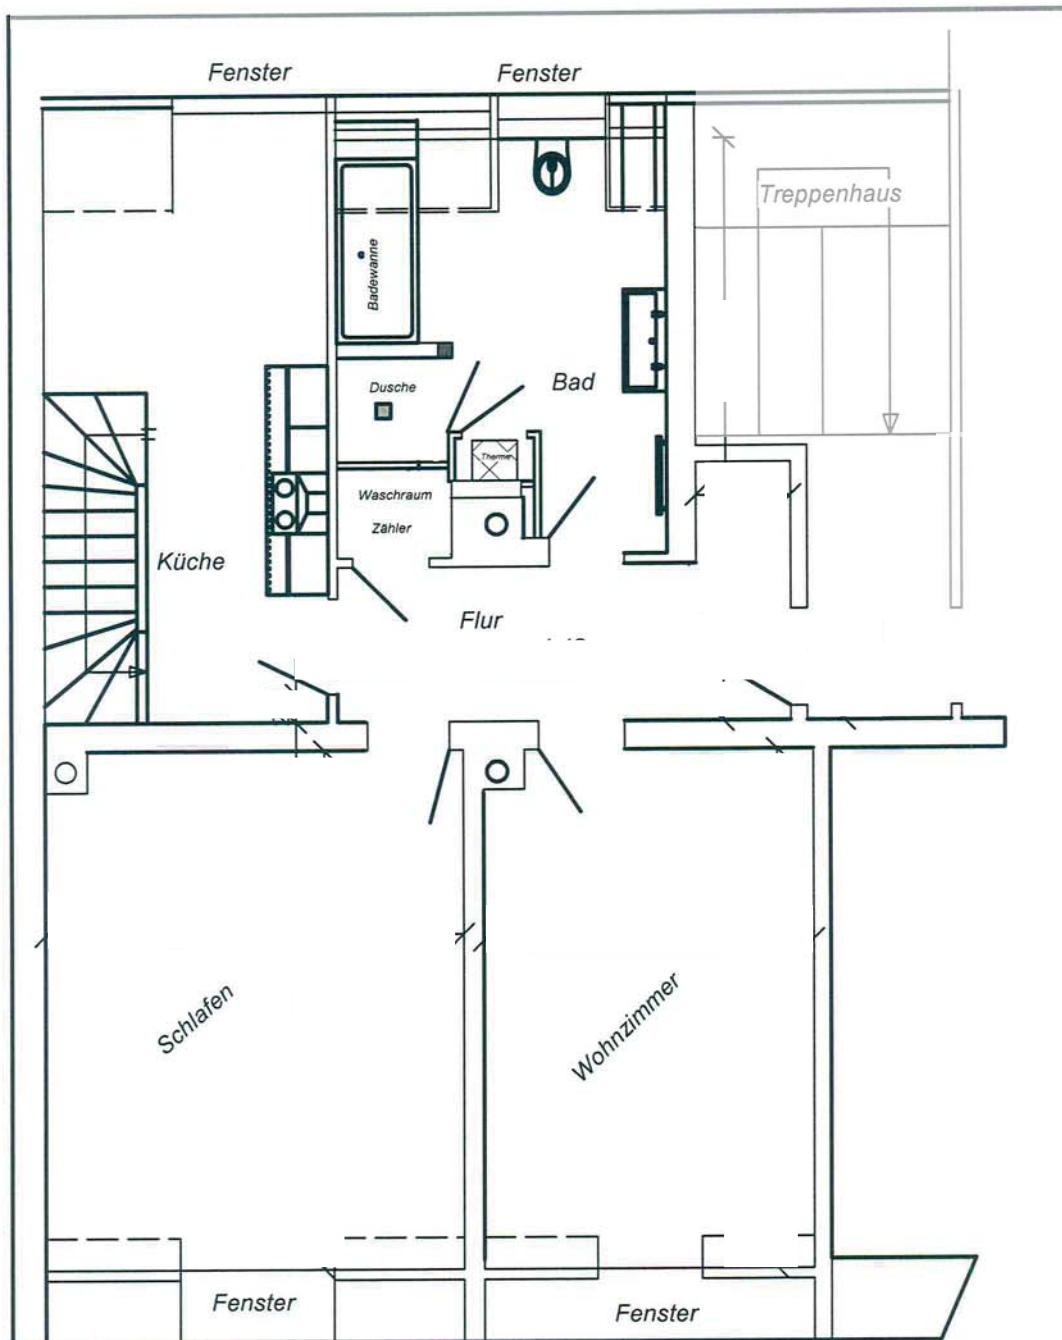 Fenster
Fenster
Treppenhaus
Badewanne
Dusche
Bad
Therme
Waschraum
Zähler
Küche
Flur
Schlafen
Wohnzimmer
Fenster
Fenster